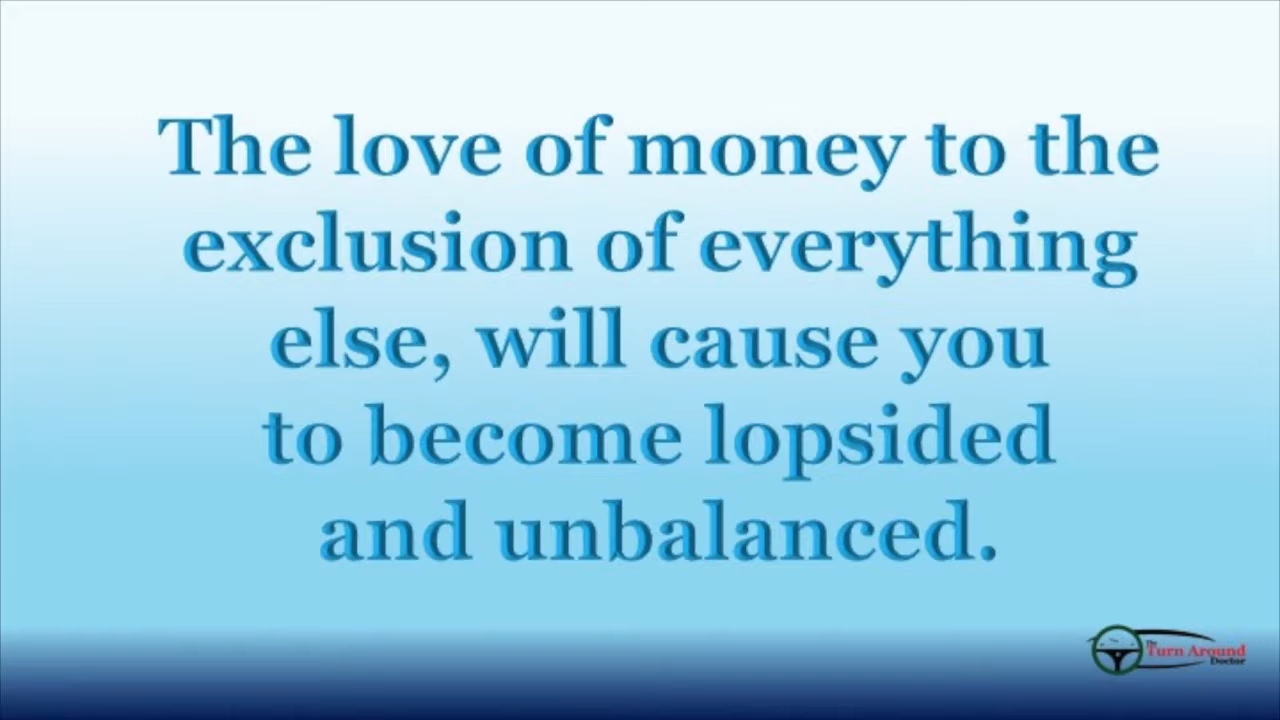 The love of money to the
exclusion of everything
else, will cause you
to become lopsided
and unbalanced.
The
Turn Around
Doctor